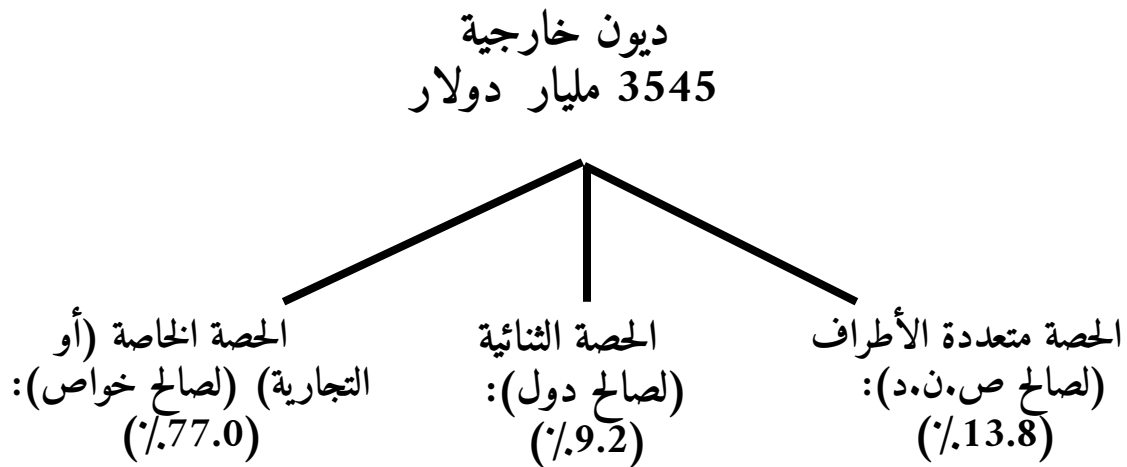 ديون خارجية
3545 مليار دولار
الحصة متعددة الأطراف
(لصالح ص.ن.د):
(13.8٪)
الحصة الثنائية
(لصالح دول):
(9.2٪)
الحصة الخاصة (أو
التجارية) (لصالح خواص):
(77.0٪)